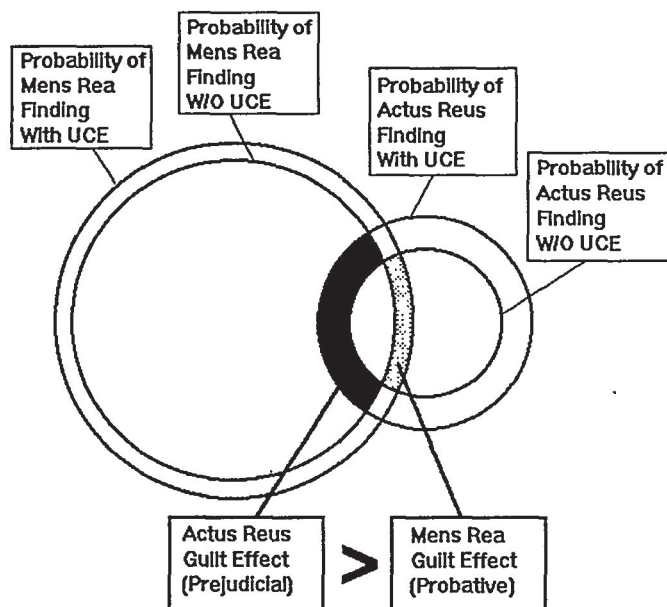 Probability of
Mens Rea
Finding
With UCE
Probability of
Mens Rea
Finding
W/O UCE
Probability of
Actus Reus
Finding
With UCE
Probability of
Actus Reus
Finding
W/O UCE
Actus Reus
Guilt Effect
(Prejudicial)
>
Mens Rea
Guilt Effect
(Probative)